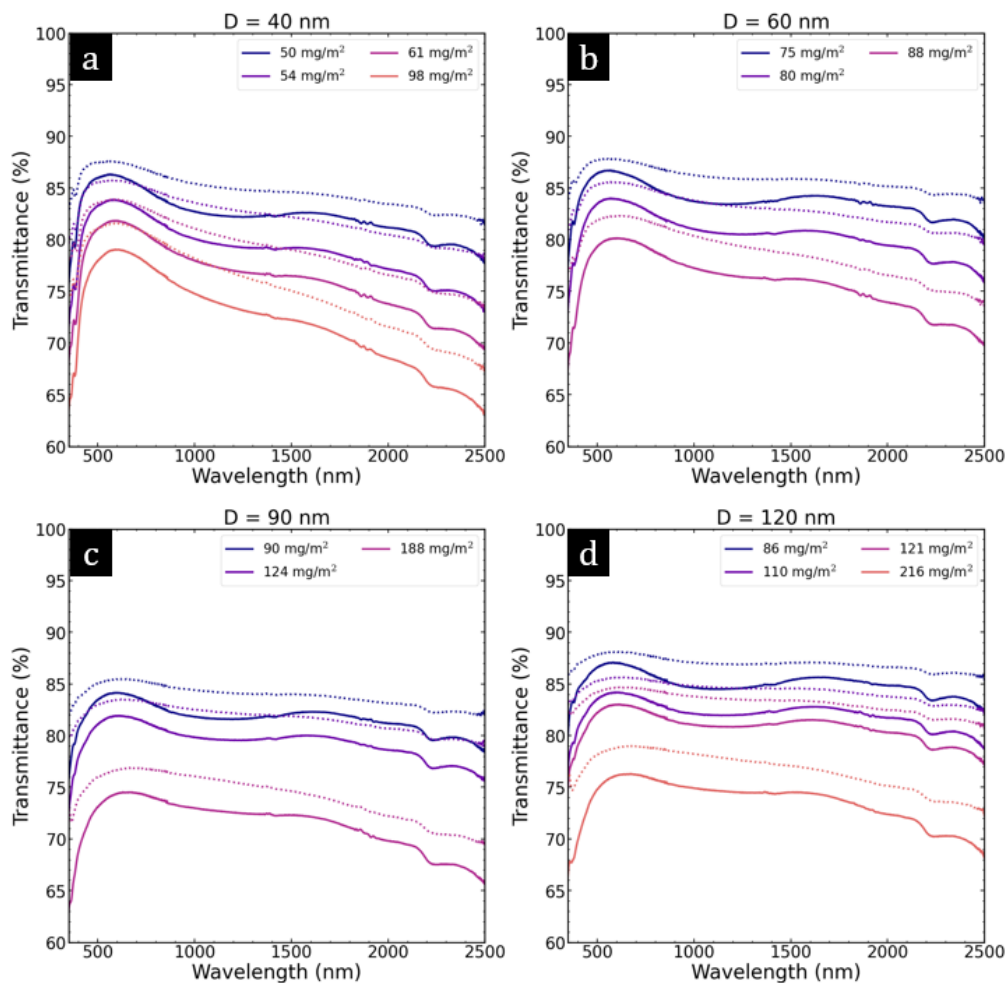 D = 40 nm
a
50 mg/m²
61 mg/m²
54 mg/m²
98 mg/m²
100
95
90
85
80
75
70
65
60
Transmittance (%)
500
1000
1500
2000
2500
Wavelength (nm)
D = 60 nm
b
75 mg/m²
88 mg/m²
80 mg/m²
100
95
90
85
80
75
70
65
60
Transmittance (%)
500
1000
1500
2000
2500
Wavelength (nm)
D = 90 nm
c
90 mg/m²
188 mg/m²
124 mg/m²
100
95
90
85
80
75
70
65
60
Transmittance (%)
500
1000
1500
2000
2500
Wavelength (nm)
D = 120 nm
d
86 mg/m²
121 mg/m²
110 mg/m²
216 mg/m²
100
95
90
85
80
75
70
65
60
Transmittance (%)
500
1000
1500
2000
2500
Wavelength (nm)